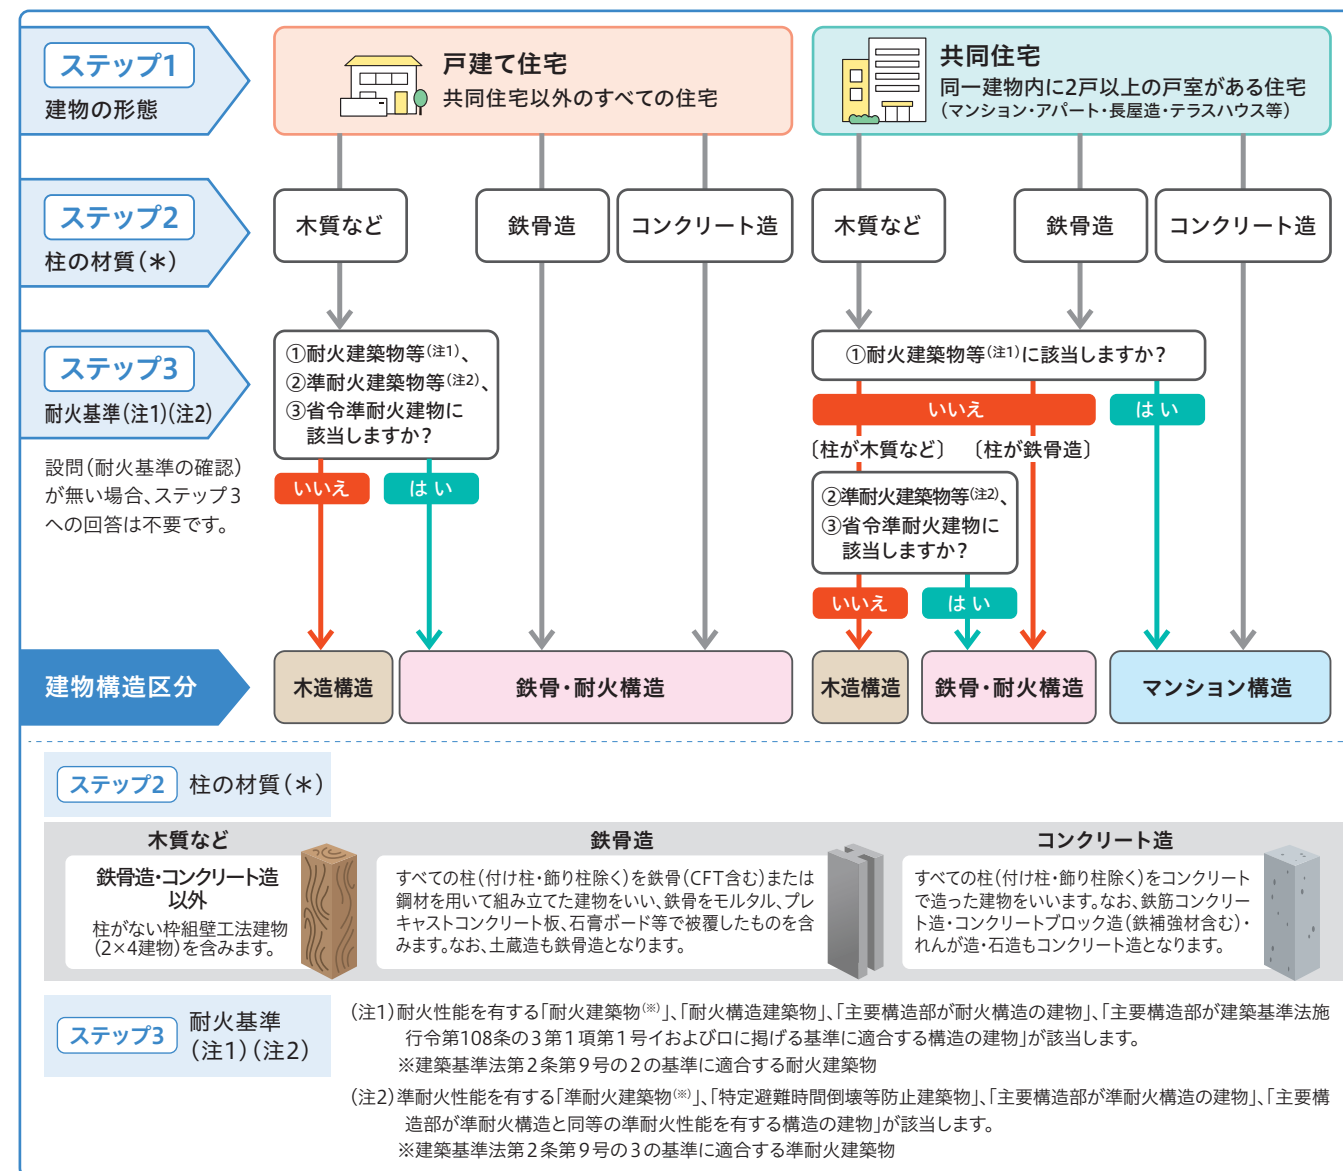 ステップ1
建物の形態
戸建て住宅
共同住宅以外のすべての住宅
共同住宅
同一建物内に2戸以上の戸室がある住宅
（マンション・アパート・長屋造・テラスハウス等）
ステップ2
柱の材質（＊）
木質など
鉄骨造
コンクリート造
木質など
鉄骨造
コンクリート造
ステップ3
耐火基準（注1）（注2）
設問（耐火基準の確認）
が無い場合、ステップ3
への回答は不要です。
①耐火建築物等（注1）、
②準耐火建築物等（注2）、
③省令準耐火建物に
該当しますか？
いいえ
はい
①耐火建築物等（注1）に該当しますか？
いいえ
はい
〔柱が木質など〕
〔柱が鉄骨造〕
②準耐火建築物等（注2）、
③省令準耐火建物に
該当しますか？
いいえ
はい
建物構造区分
木造構造
鉄骨・耐火構造
木造構造
鉄骨・耐火構造
マンション構造
ステップ2 柱の材質（＊）
木質など
鉄骨造・コンクリート造
以外
柱がない枠組壁工法建物
（2×4建物）を含みます。
鉄骨造
すべての柱（付け柱・飾り柱除く）を鉄骨（CFT含む）または
鋼材を用いて組み立てた建物をいい、鉄骨をモルタル、プレ
キャストコンクリート板、石膏ボード等で被覆したものを含
みます。なお、土蔵造も鉄骨造となります。
コンクリート造
すべての柱（付け柱・飾り柱除く）をコンクリート
で造った建物をいいます。なお、鉄筋コンクリー
ト造・コンクリートブロック造（鉄補強材含む）・
れんが造・石造もコンクリート造となります。
ステップ3
耐火基準
（注1）（注2）
（注1）耐火性能を有する「耐火建築物（※）」、「耐火構造建築物」、「主要構造部が耐火構造の建物」、「主要構造部が建築基準法施
行令第108条の3第1項第1号イおよびロに掲げる基準に適合する構造の建物」が該当します。
※建築基準法第2条第9号の2の基準に適合する耐火建築物
（注2）準耐火性能を有する「準耐火建築物（※）」、「特定避難時間倒壊等防止建築物」、「主要構造部が準耐火構造の建物」、「主要構
造部が準耐火構造と同等の準耐火性能を有する構造の建物」が該当します。
※建築基準法第2条第9号の3の基準に適合する準耐火建築物